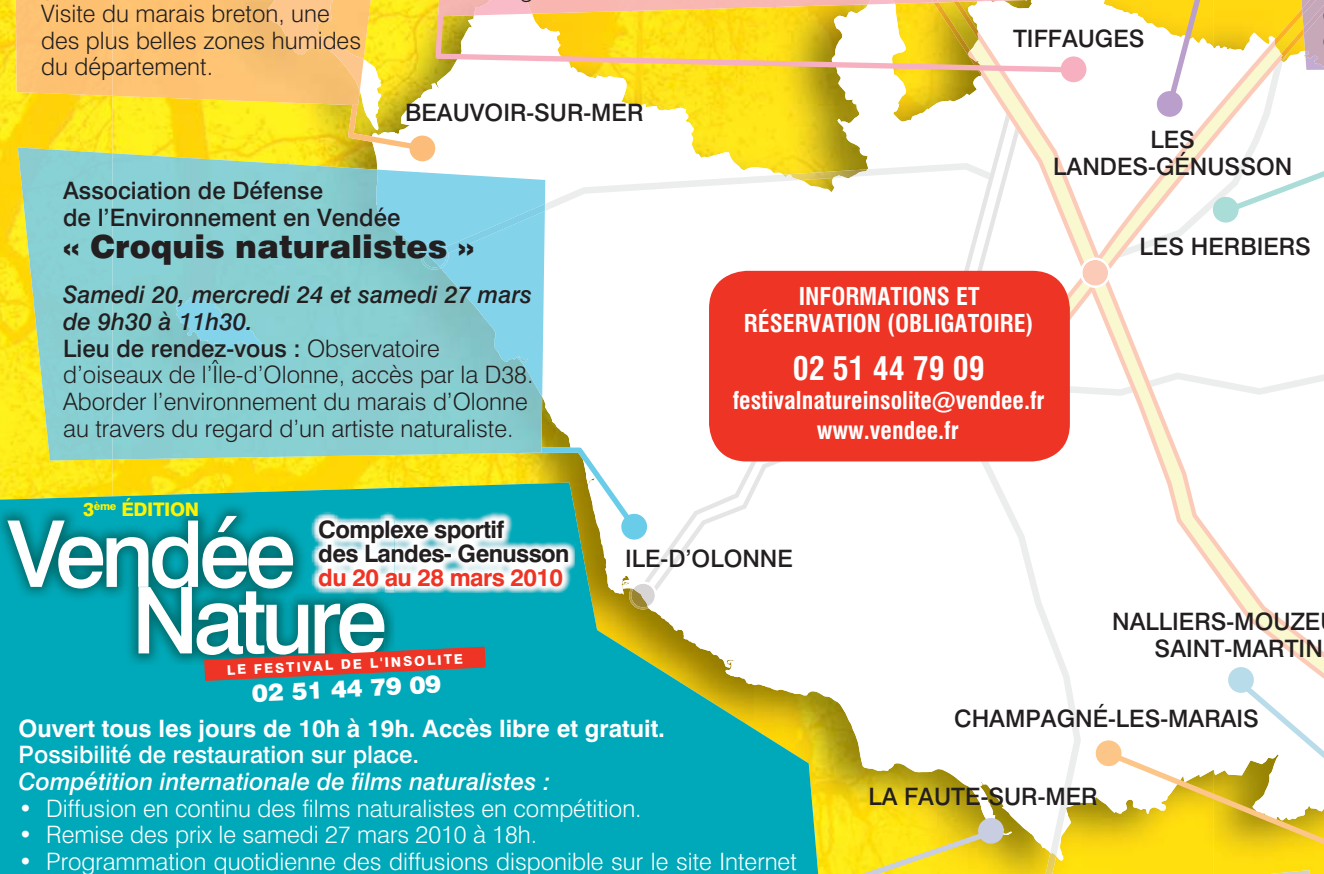 Visite du marais breton, une
des plus belles zones humides
du département.
TIFFAUGES
BEAUVOIR-SUR-MER
LES
LANDES-GÉNUSSON
LES HERBIERS
Association de Défense
de l'Environnement en Vendée
« Croquis naturalistes »
Samedi 20, mercredi 24 et samedi 27 mars
de 9h30 à 11h30.
Lieu de rendez-vous : Observatoire
d'oiseaux de l'Île-d'Olonne, accès par la D38.
Aborder l'environnement du marais d'Olonne
au travers du regard d'un artiste naturaliste.
INFORMATIONS ET
RÉSERVATION (OBLIGATOIRE)
02 51 44 79 09
festivalnatureinsolite@vendee.fr
www.vendee.fr
ILE-D'OLONNE
NALLIERS-MOUZEU
SAINT-MARTIN
CHAMPAGNÉ-LES-MARAIS
LA FAUTE-SUR-MER
3ème ÉDITION
Vendée
Nature
LE FESTIVAL DE L'INSOLITE
02 51 44 79 09
Complexe sportif
des Landes- Genusson
du 20 au 28 mars 2010
Ouvert tous les jours de 10h à 19h. Accès libre et gratuit.
Possibilité de restauration sur place.
Compétition internationale de films naturalistes :
• Diffusion en continu des films naturalistes en compétition.
• Remise des prix le samedi 27 mars 2010 à 18h.
• Programmation quotidienne des diffusions disponible sur le site Internet